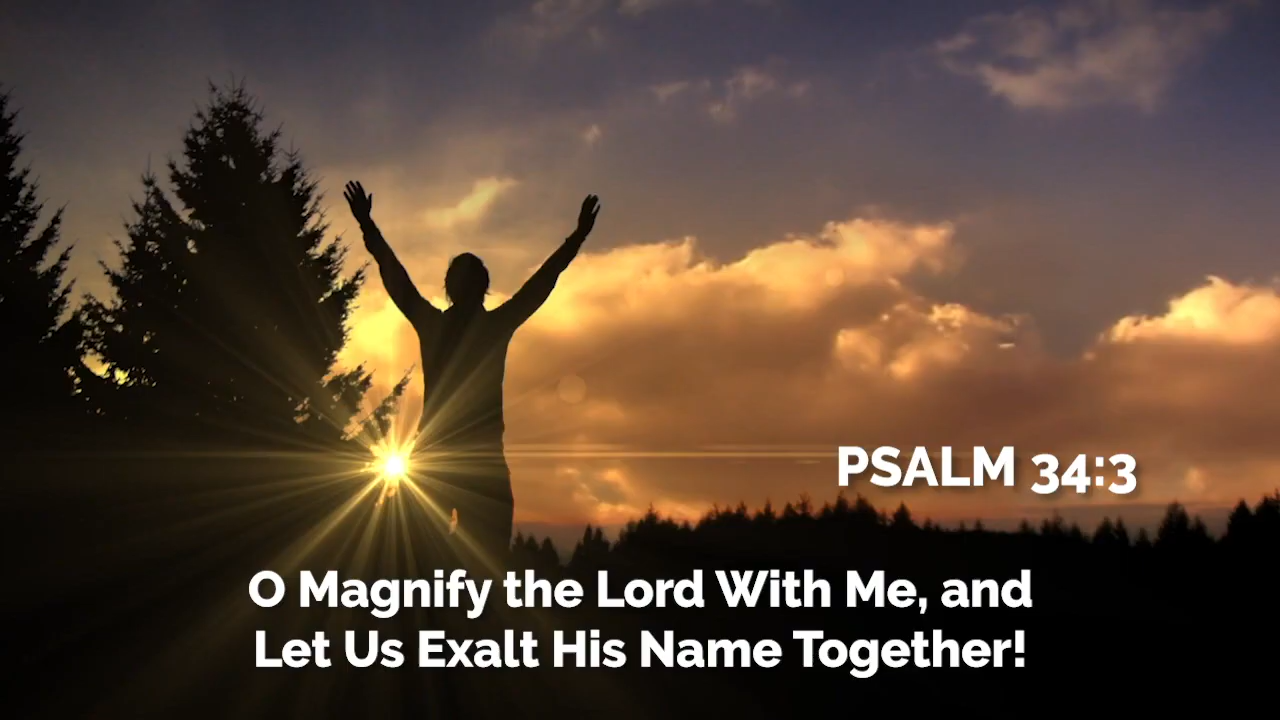 PSALM 34:3
O Magnify the Lord With Me, and
Let Us Exalt His Name Together!